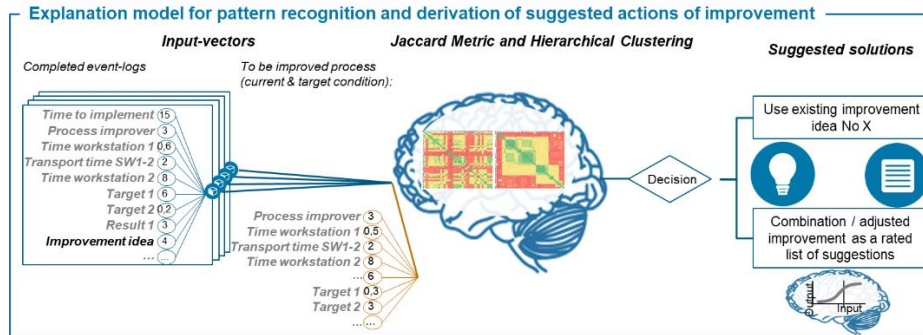 Explanation model for pattern recognition and derivation of suggested actions of improvement
Input-vectors
Completed event-logs
To be improved process
(current & target condition):
Time to implement 15
Process improver 3
Time workstation 1 0,6
Transport time SW1-2 2
Time workstation 2 8
Target 1 6
Target 2 0,2
Result 1 3
Improvement idea 4
... ...
Process improver 3
Time workstation 1 0,5
Transport time SW1-2 2
Time workstation 2 8
... 6
Target 1 0,3
Target 2 3
... ...
Jaccard Metric and Hierarchical Clustering
Decision
Suggested solutions
Use existing improvement
idea No X
Combination / adjusted
improvement as a rated
list of suggestions
Input